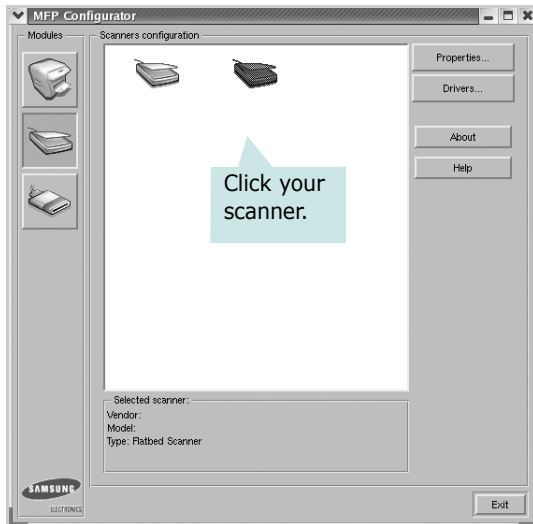 MFP Configurator
Modules
Scanners configuration
Properties...
Drivers...
About
Help
Click your
scanner.
Selected scanner:
Vendor:
Model:
Type: Flatbed Scanner
SAMSUNG
ELECTRONICS
Exit